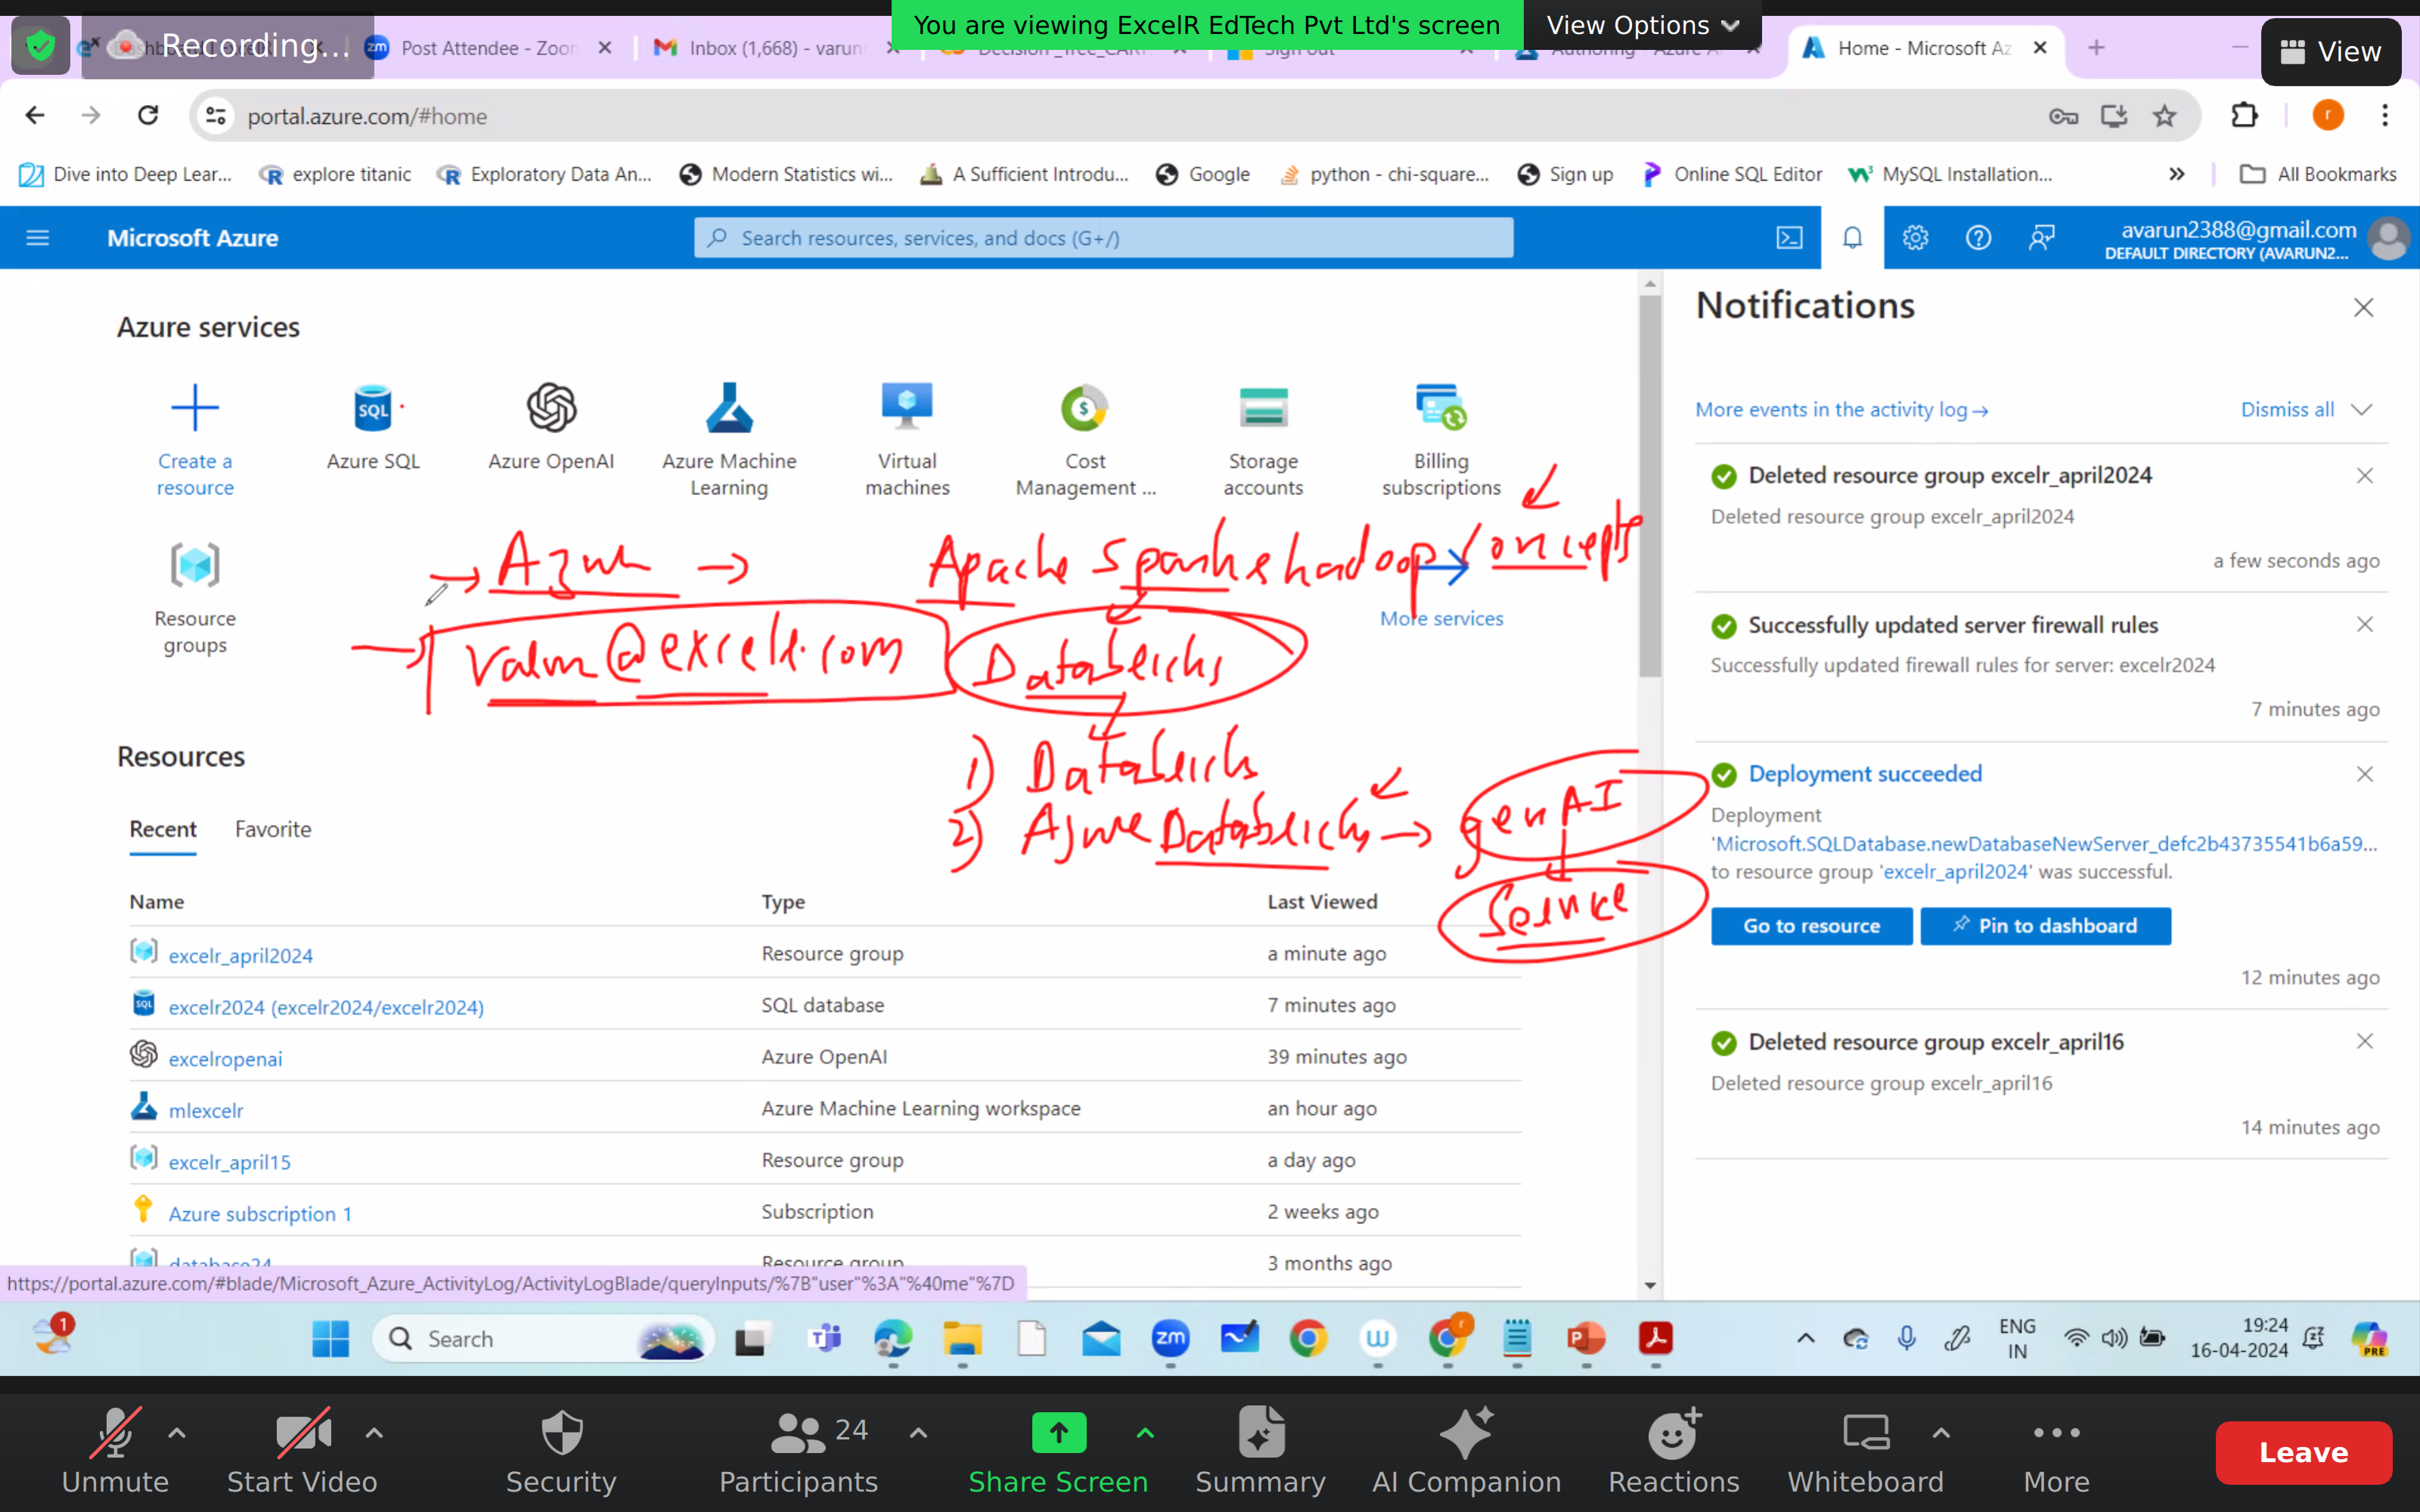 You are viewing ExcelR EdTech Pvt Ltd's screen View Options
Recording...
Post Attendee - Zoo
Inbox (1,668) - varun
Home - Microsoft Az
View
portal.azure.com/#home
Dive into Deep Lear... explore titanic Exploratory Data An... Modern Statistics wi... A Sufficient Introdu... Google python - chi-square... Sign up Online SQL Editor MySQL Installation... All Bookmarks
Microsoft Azure
Search resources, services, and docs (G+/)
avarun2388@gmail.com
DEFAULT DIRECTORY (AVARUN2...
Azure services
Create a resource
Azure SQL
Azure OpenAI
Azure Machine Learning
Virtual machines
Cost Management ...
Storage accounts
Billing subscriptions
Resource groups
More services
Apache Spark & hadoop concepts
1)
2)
genAI
Resources
Recent Favorite
Name Type Last Viewed
excelr_april2024 Resource group a minute ago
excelr2024 (excelr2024/excelr2024) SQL database 7 minutes ago
excelropenai Azure OpenAI 39 minutes ago
mlexcelr Azure Machine Learning workspace an hour ago
excelr_april15 Resource group a day ago
Azure subscription 1 Subscription 2 weeks ago
database24 Resource group 3 months ago
https://portal.azure.com/#blade/Microsoft_Azure_ActivityLog/ActivityLogBlade/queryInputs/%7B"user"%3A"%40me"%7D
Notifications
More events in the activity log→ Dismiss all
Deleted resource group excelr_april2024
Deleted resource group excelr_april2024
a few seconds ago
Successfully updated server firewall rules
Successfully updated firewall rules for server: excelr2024
7 minutes ago
Deployment succeeded
Deployment
'Microsoft.SQLDatabase.newDatabaseNewServer_defc2b43735541b6a59...
to resource group 'excelr_april2024' was successful.
Go to resource Pin to dashboard
12 minutes ago
Deleted resource group excelr_april16
Deleted resource group excelr_april16
14 minutes ago
1
Search
ENG
IN
19:24
16-04-2024
PRE
Unmute Start Video Security Participants 24 Share Screen Summary AI Companion Reactions Whiteboard More Leave